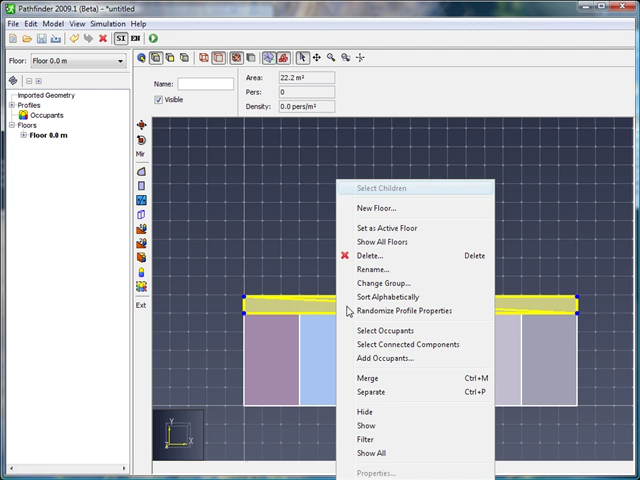 Pathfinder 2009.1 (Beta) - *untitled
File Edit Model View Simulation Help
SI EN
Floor: Floor 0.0 m
Imported Geometry
Profiles
Occupants
Floors
Floor 0.0 m
Name:
Visible
Area: 22.2 m²
Pers: 0
Density: 0.0 pers/m²
Mir
Ext
Select Children
New Floor...
Set as Active Floor
Show All Floors
Delete... Delete
Rename...
Change Group...
Sort Alphabetically
Randomize Profile Properties
Select Occupants
Select Connected Components
Add Occupants...
Merge Ctrl+M
Separate Ctrl+P
Hide
Show
Filter
Show All
Properties...
Y
X
Z